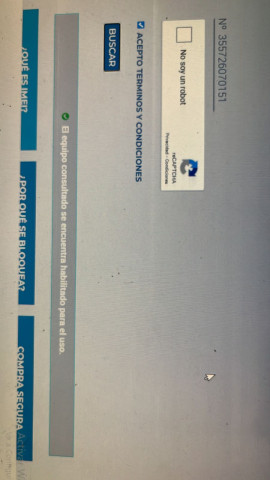 Nº 355726070151
No soy un robot
reCAPTCHA
Privacidad - Condiciones
ACEPTO TERMINOS Y CONDICIONES
BUSCAR
El equipo consultado se encuentra habilitado para el uso.
¿QUÉ ES IMEI?
¿POR QUÉ SE BLOQUEA?
COMPRA SEGURA